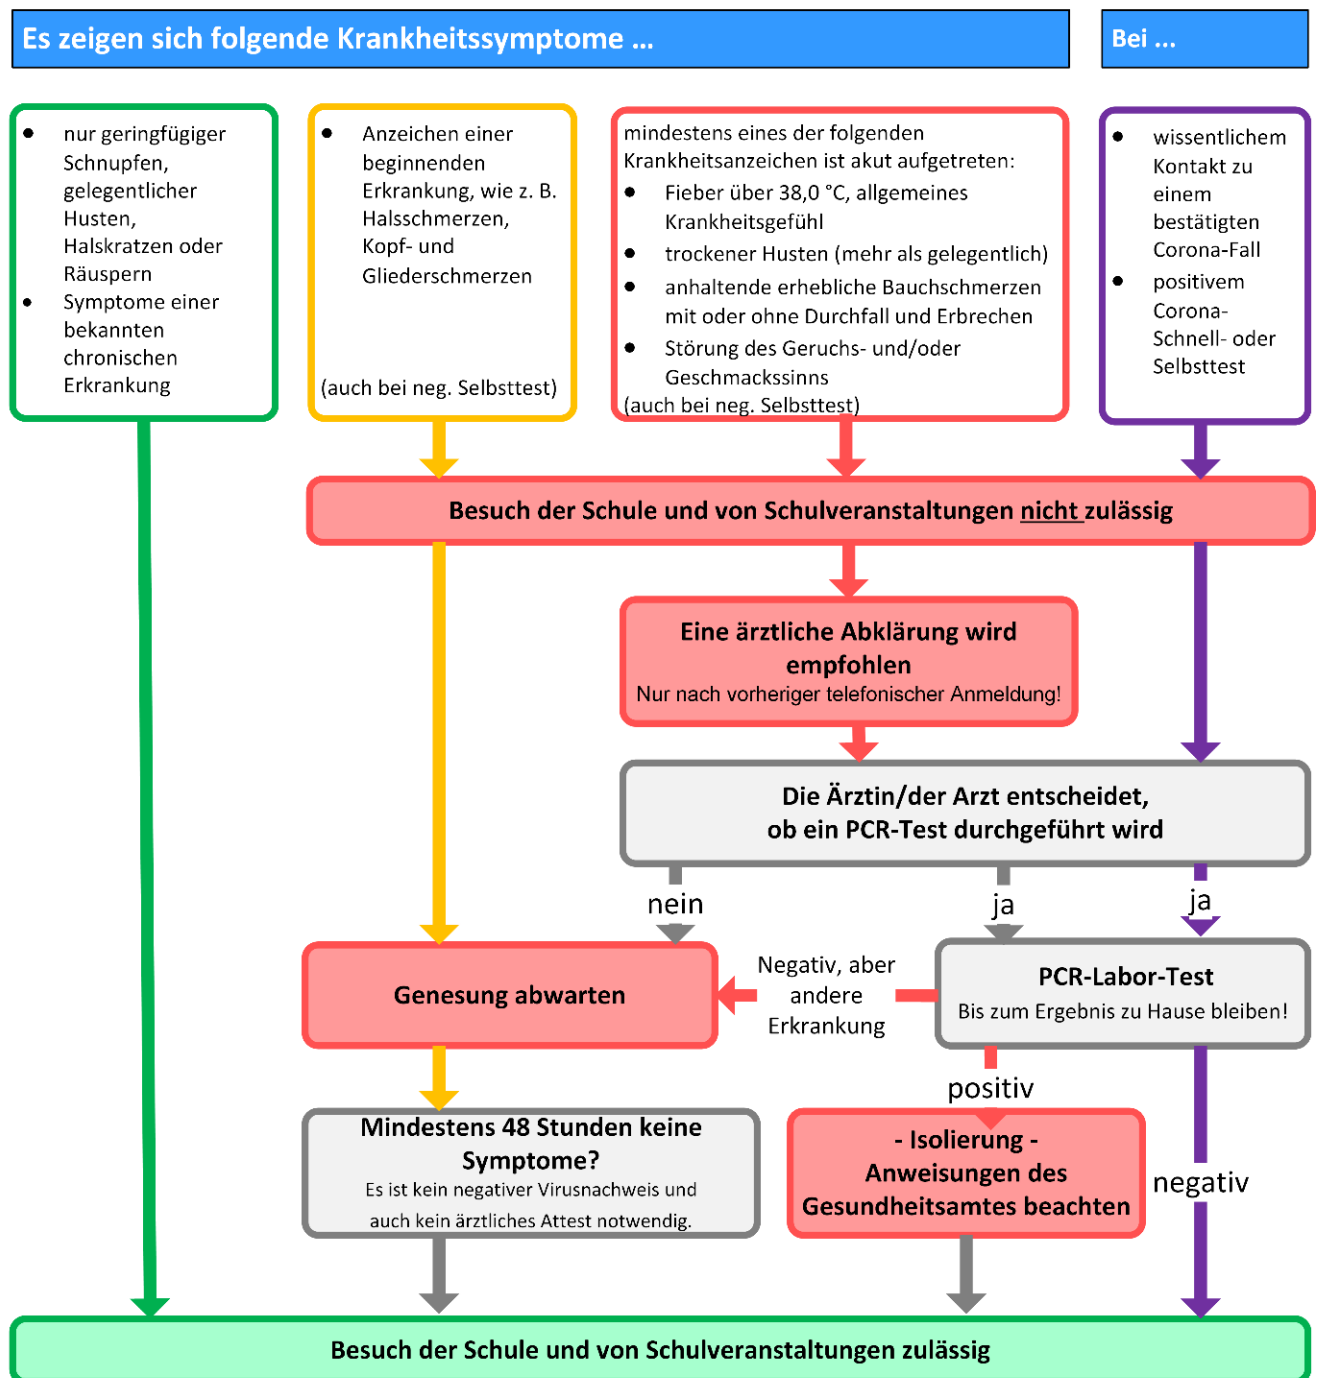 Es zeigen sich folgende Krankheitssymptome ...
Bei ...
● nur geringfügiger
Schnupfen,
gelegentlicher
Husten,
Halskratzen oder
Räuspern
● Symptome einer
bekannten
chronischen
Erkrankung
● Anzeichen einer
beginnenden
Erkrankung, wie z. B.
Halsschmerzen,
Kopf- und
Gliederschmerzen
(auch bei neg. Selbsttest)
mindestens eines der folgenden
Krankheitsanzeichen ist akut aufgetreten:
● Fieber über 38,0 °C, allgemeines
Krankheitsgefühl
● trockener Husten (mehr als gelegentlich)
● anhaltende erhebliche Bauchschmerzen
mit oder ohne Durchfall und Erbrechen
● Störung des Geruchs- und/oder
Geschmackssinns
(auch bei neg. Selbsttest)
● wissentlichem
Kontakt zu
einem
bestätigten
Corona-Fall
● positivem
Corona-
Schnell- oder
Selbsttest
Besuch der Schule und von Schulveranstaltungen nicht zulässig
Eine ärztliche Abklärung wird
empfohlen
Nur nach vorheriger telefonischer Anmeldung!
Die Ärztin/der Arzt entscheidet,
ob ein PCR-Test durchgeführt wird
nein
ja
ja
Genesung abwarten
Negativ, aber
andere
Erkrankung
PCR-Labor-Test
Bis zum Ergebnis zu Hause bleiben!
positiv
Mindestens 48 Stunden keine
Symptome?
Es ist kein negativer Virusnachweis und
auch kein ärztliches Attest notwendig.
- Isolierung -
Anweisungen des
Gesundheitsamtes beachten
negativ
Besuch der Schule und von Schulveranstaltungen zulässig